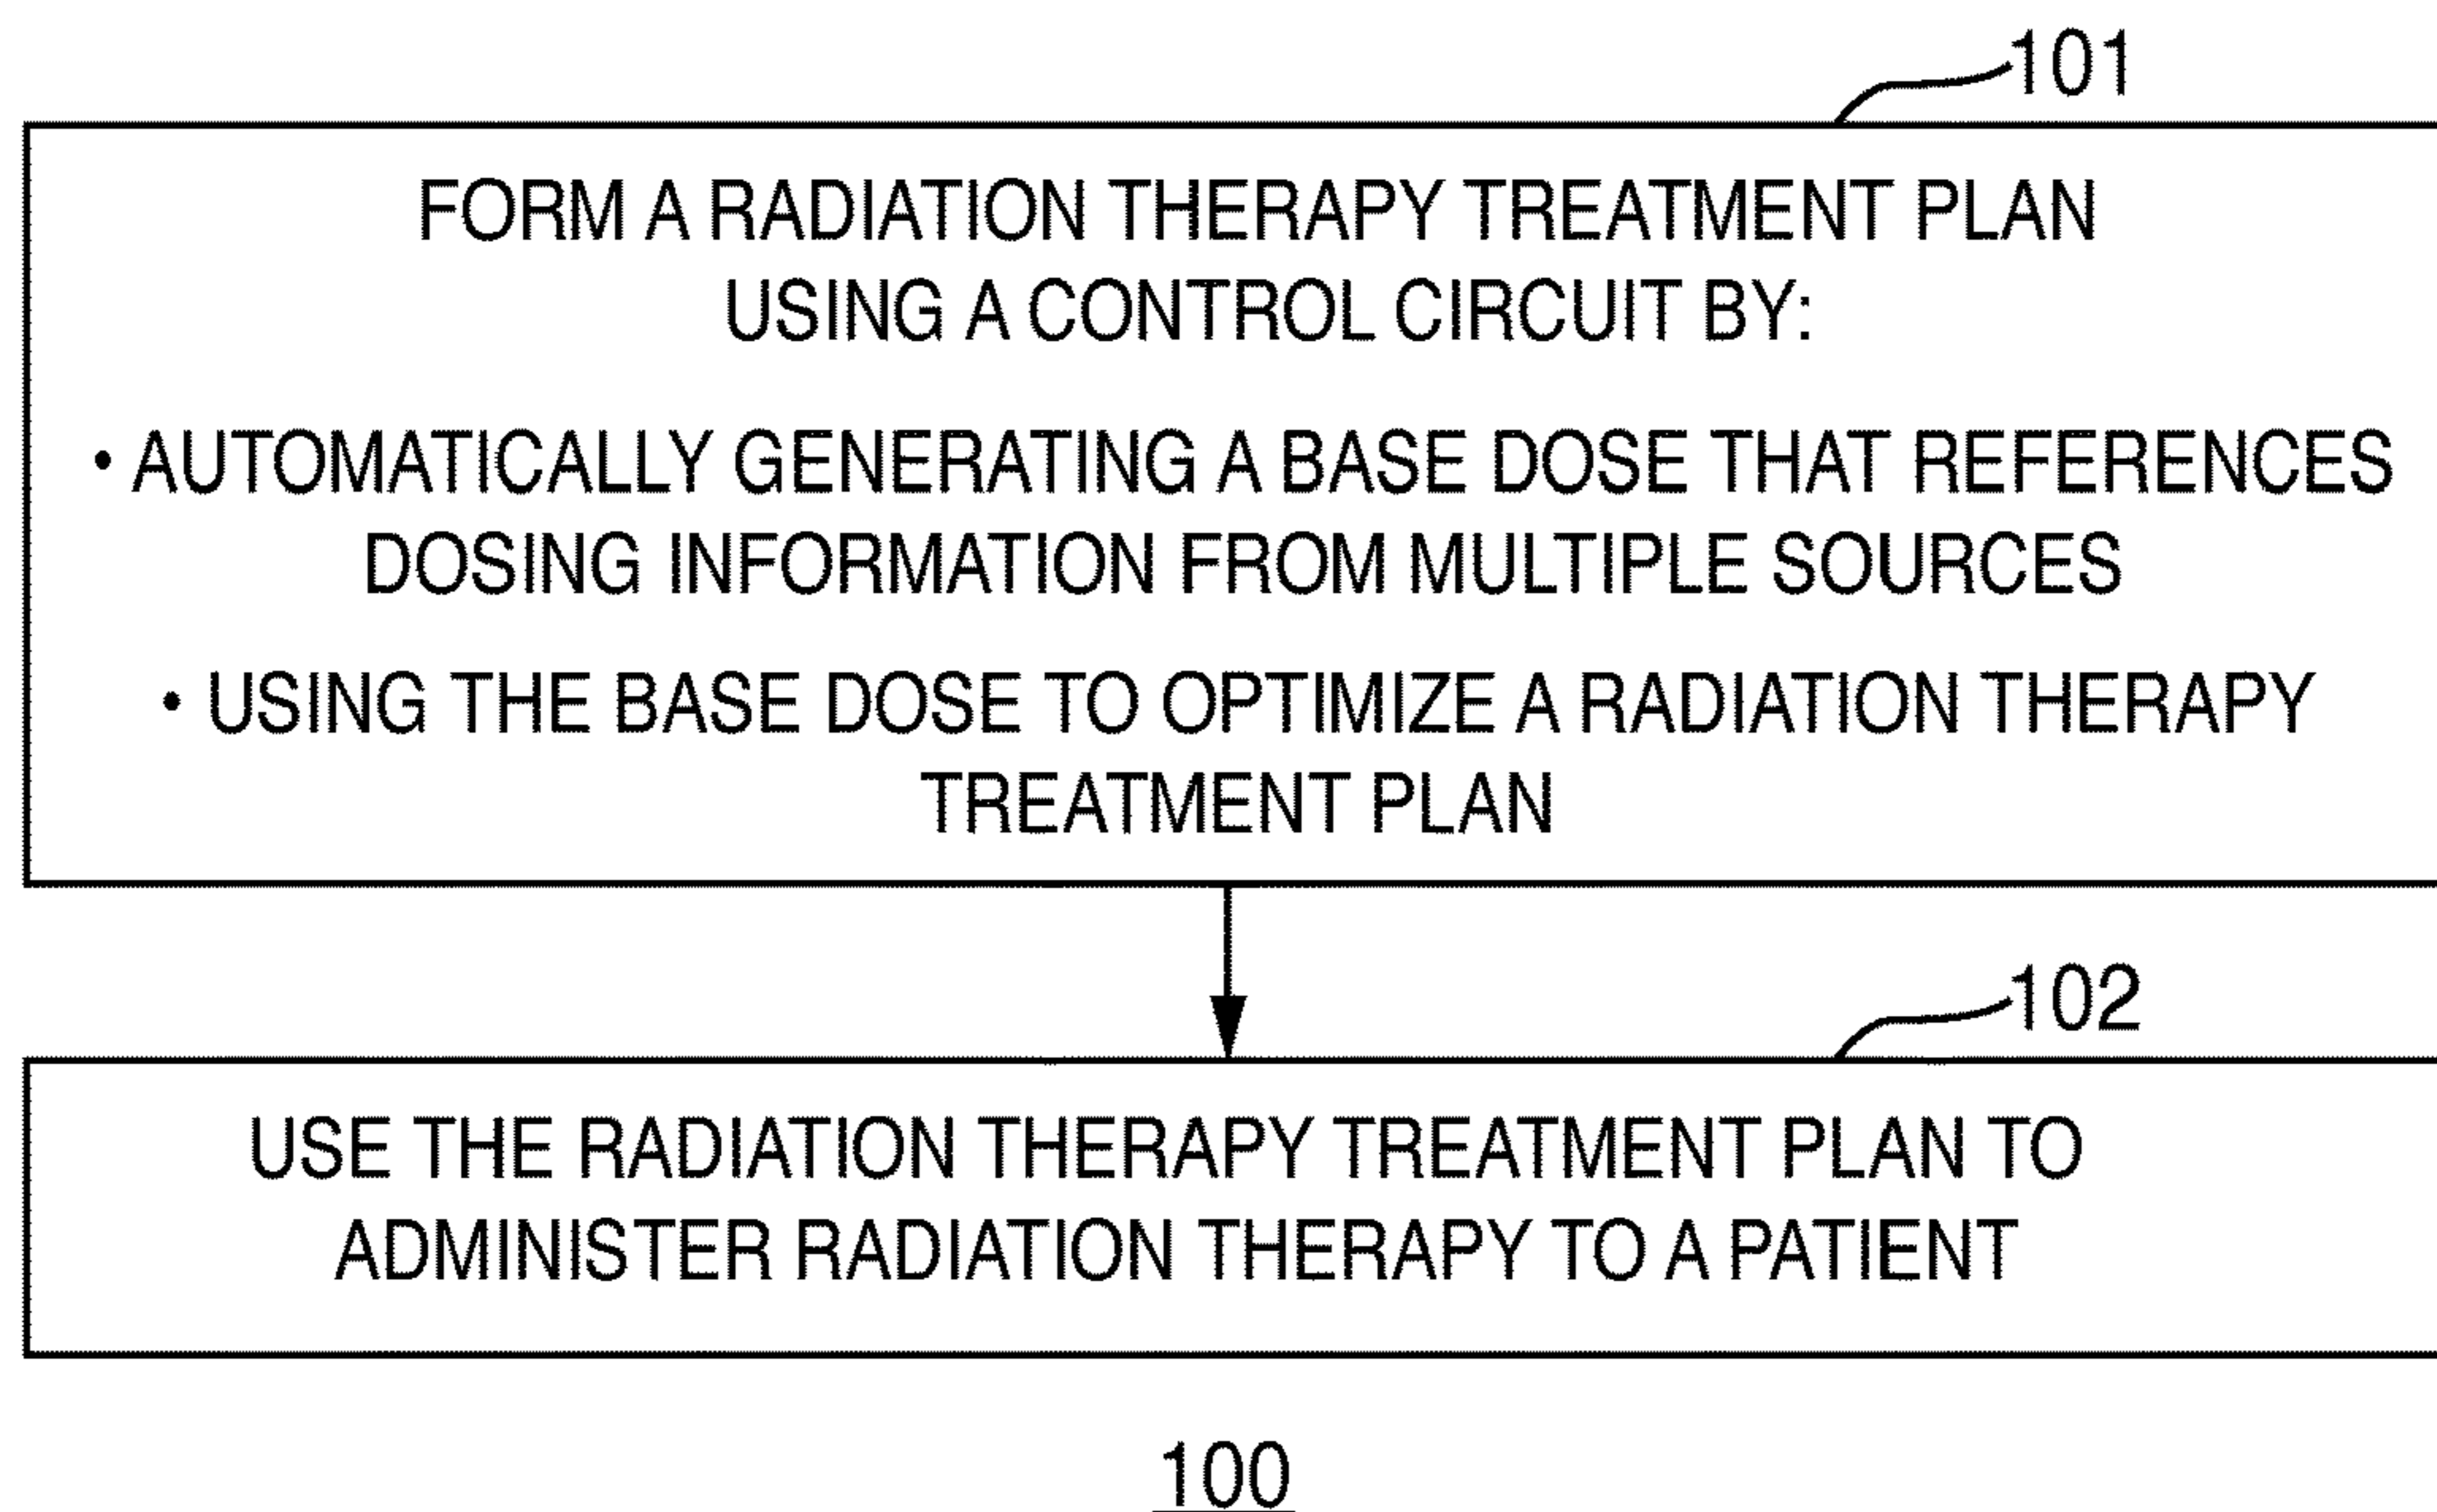 101
FORM A RADIATION THERAPY TREATMENT PLAN
USING A CONTROL CIRCUIT BY:
• AUTOMATICALLY GENERATING A BASE DOSE THAT REFERENCES
DOSING INFORMATION FROM MULTIPLE SOURCES
• USING THE BASE DOSE TO OPTIMIZE A RADIATION THERAPY
TREATMENT PLAN
102
USE THE RADIATION THERAPY TREATMENT PLAN TO
ADMINISTER RADIATION THERAPY TO A PATIENT
100